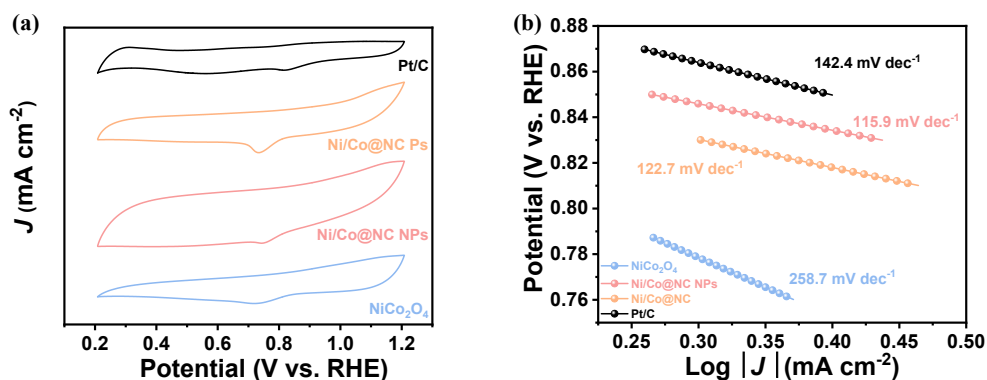 (a)
J (mA cm-2)
Pt/C
Ni/Co@NC Ps
Ni/Co@NC NPs
NiCo2O4
0.2 0.4 0.6 0.8 1.0 1.2
Potential (V vs. RHE)
(b)
Potential (V vs. RHE)
0.88
0.86
0.84
0.82
0.80
0.78
0.76
142.4 mV dec-1
115.9 mV dec-1
122.7 mV dec-1
258.7 mV dec-1
NiCo2O4
Ni/Co@NC NPs
Ni/Co@NC
Pt/C
0.25 0.30 0.35 0.40 0.45 0.50
Log |J| (mA cm-2)